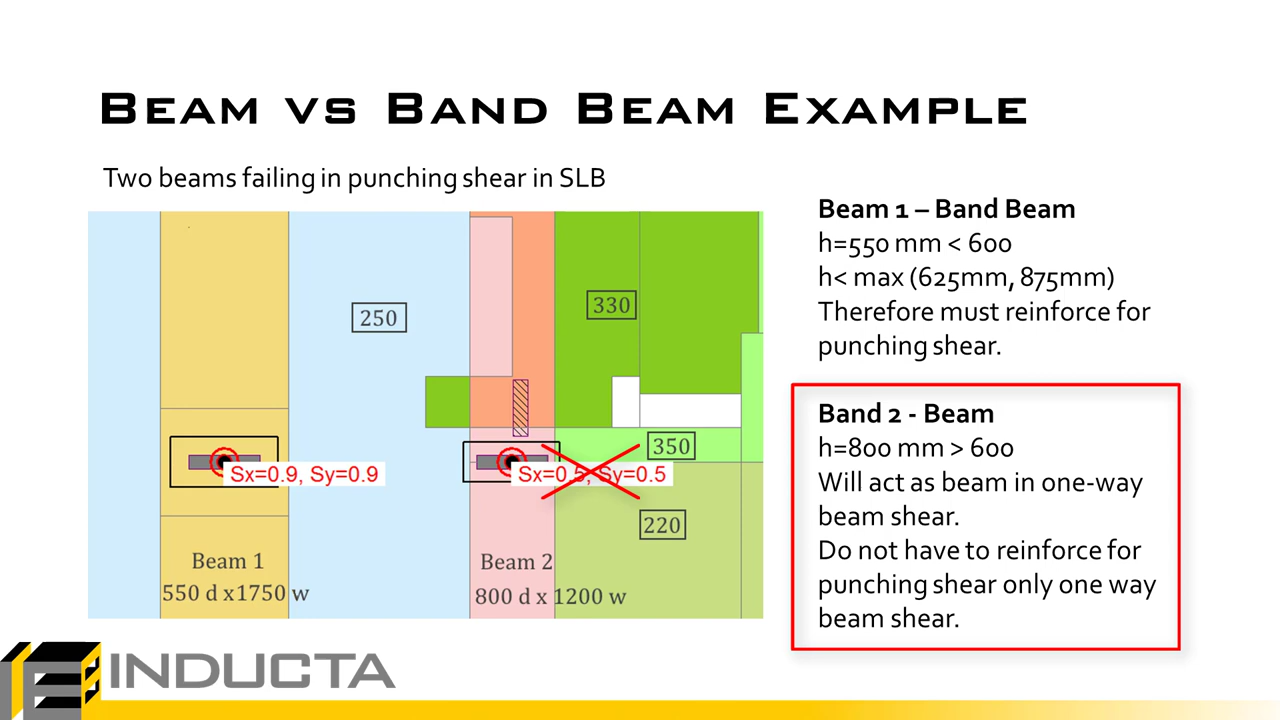 BEAM VS BAND BEAM EXAMPLE
Two beams failing in punching shear in SLB
250
330
350
220
Sx=0.9, Sy=0.9
Sx=0.5, Sy=0.5
Beam 1
550 d x1750 w
Beam 2
800 d x 1200 w
Beam 1 – Band Beam
h=550 mm < 600
h< max (625mm, 875mm)
Therefore must reinforce for
punching shear.
Band 2 - Beam
h=800 mm > 600
Will act as beam in one-way
beam shear.
Do not have to reinforce for
punching shear only one way
beam shear.
INDUCTA